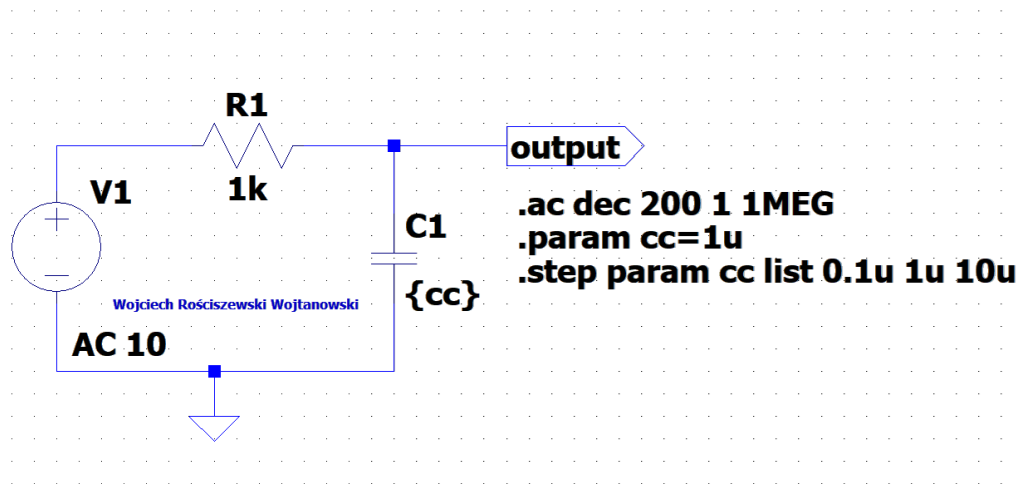 R1
output
V1
1k
.ac dec 200 1 1MEG
C1
.param cc=1u
.step param cc list 0.1u 1u 10u
{cc}
Wojciech Rościszewski Wojtanowski
AC 10